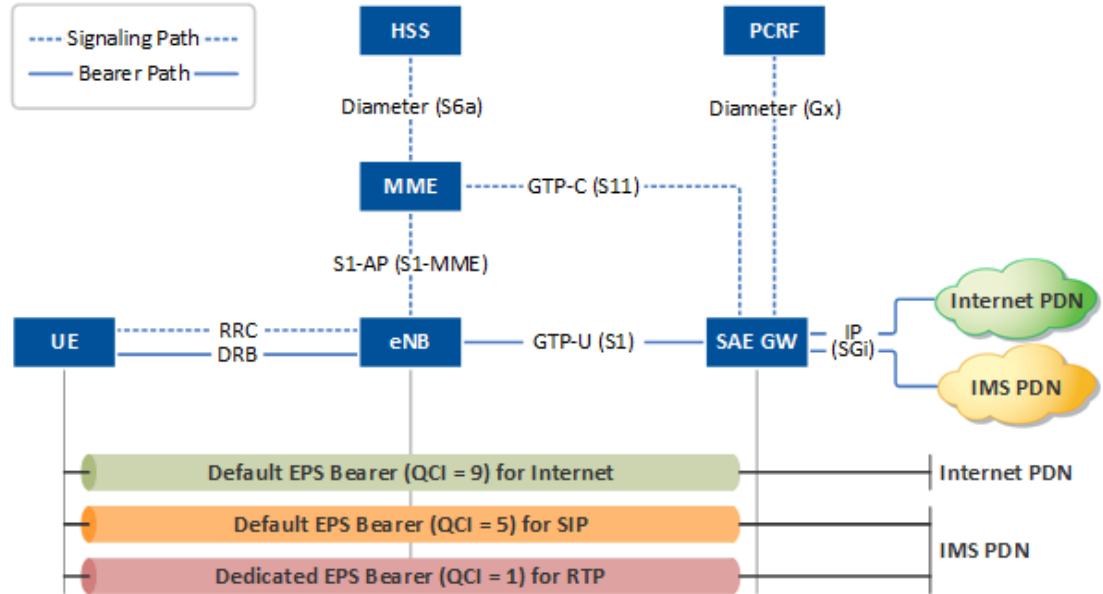 Signaling Path
Bearer Path
HSS
PCRF
Diameter (S6a)
Diameter (Gx)
MME
GTP-C (S11)
S1-AP (S1-MME)
UE
RRC
DRB
eNB
GTP-U (S1)
SAE GW
IP
(SGi)
Internet PDN
IMS PDN
Default EPS Bearer (QCI = 9) for Internet
Internet PDN
Default EPS Bearer (QCI = 5) for SIP
IMS PDN
Dedicated EPS Bearer (QCI = 1) for RTP